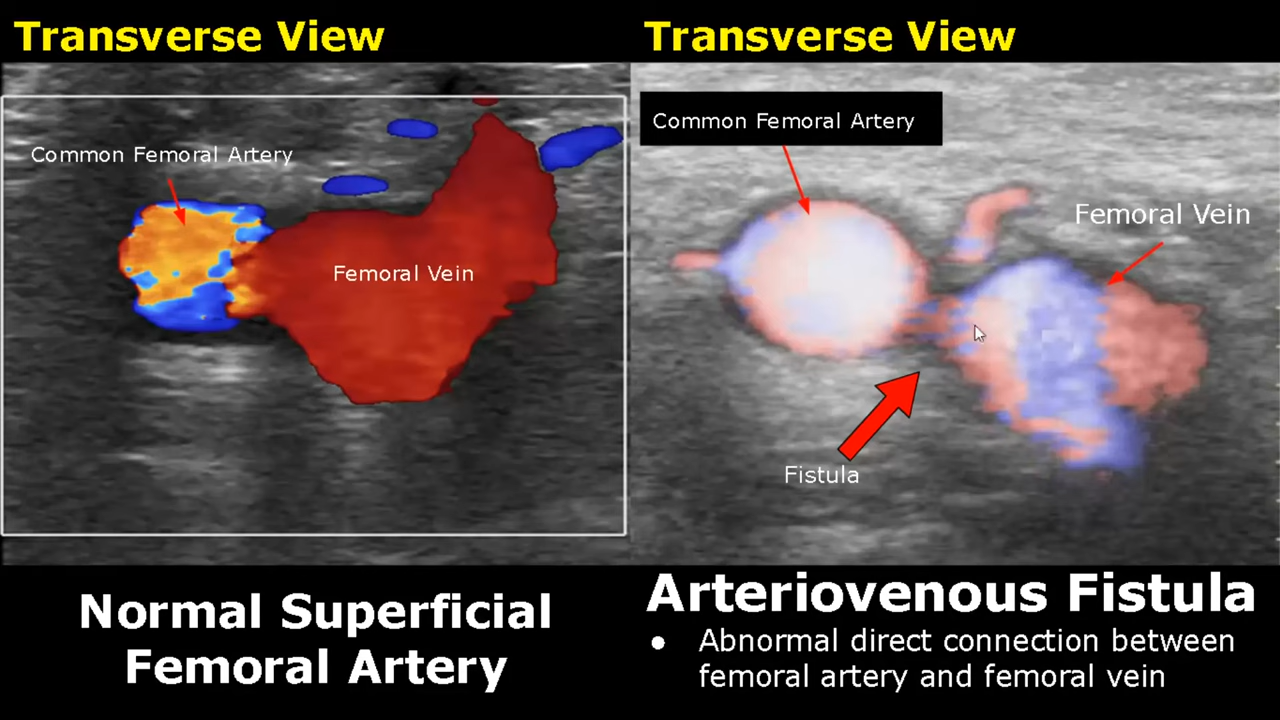 Transverse View
Common Femoral Artery
Femoral Vein
Normal Superficial
Femoral Artery
Transverse View
Common Femoral Artery
Femoral Vein
Fistula
Arteriovenous Fistula
● Abnormal direct connection between
femoral artery and femoral vein